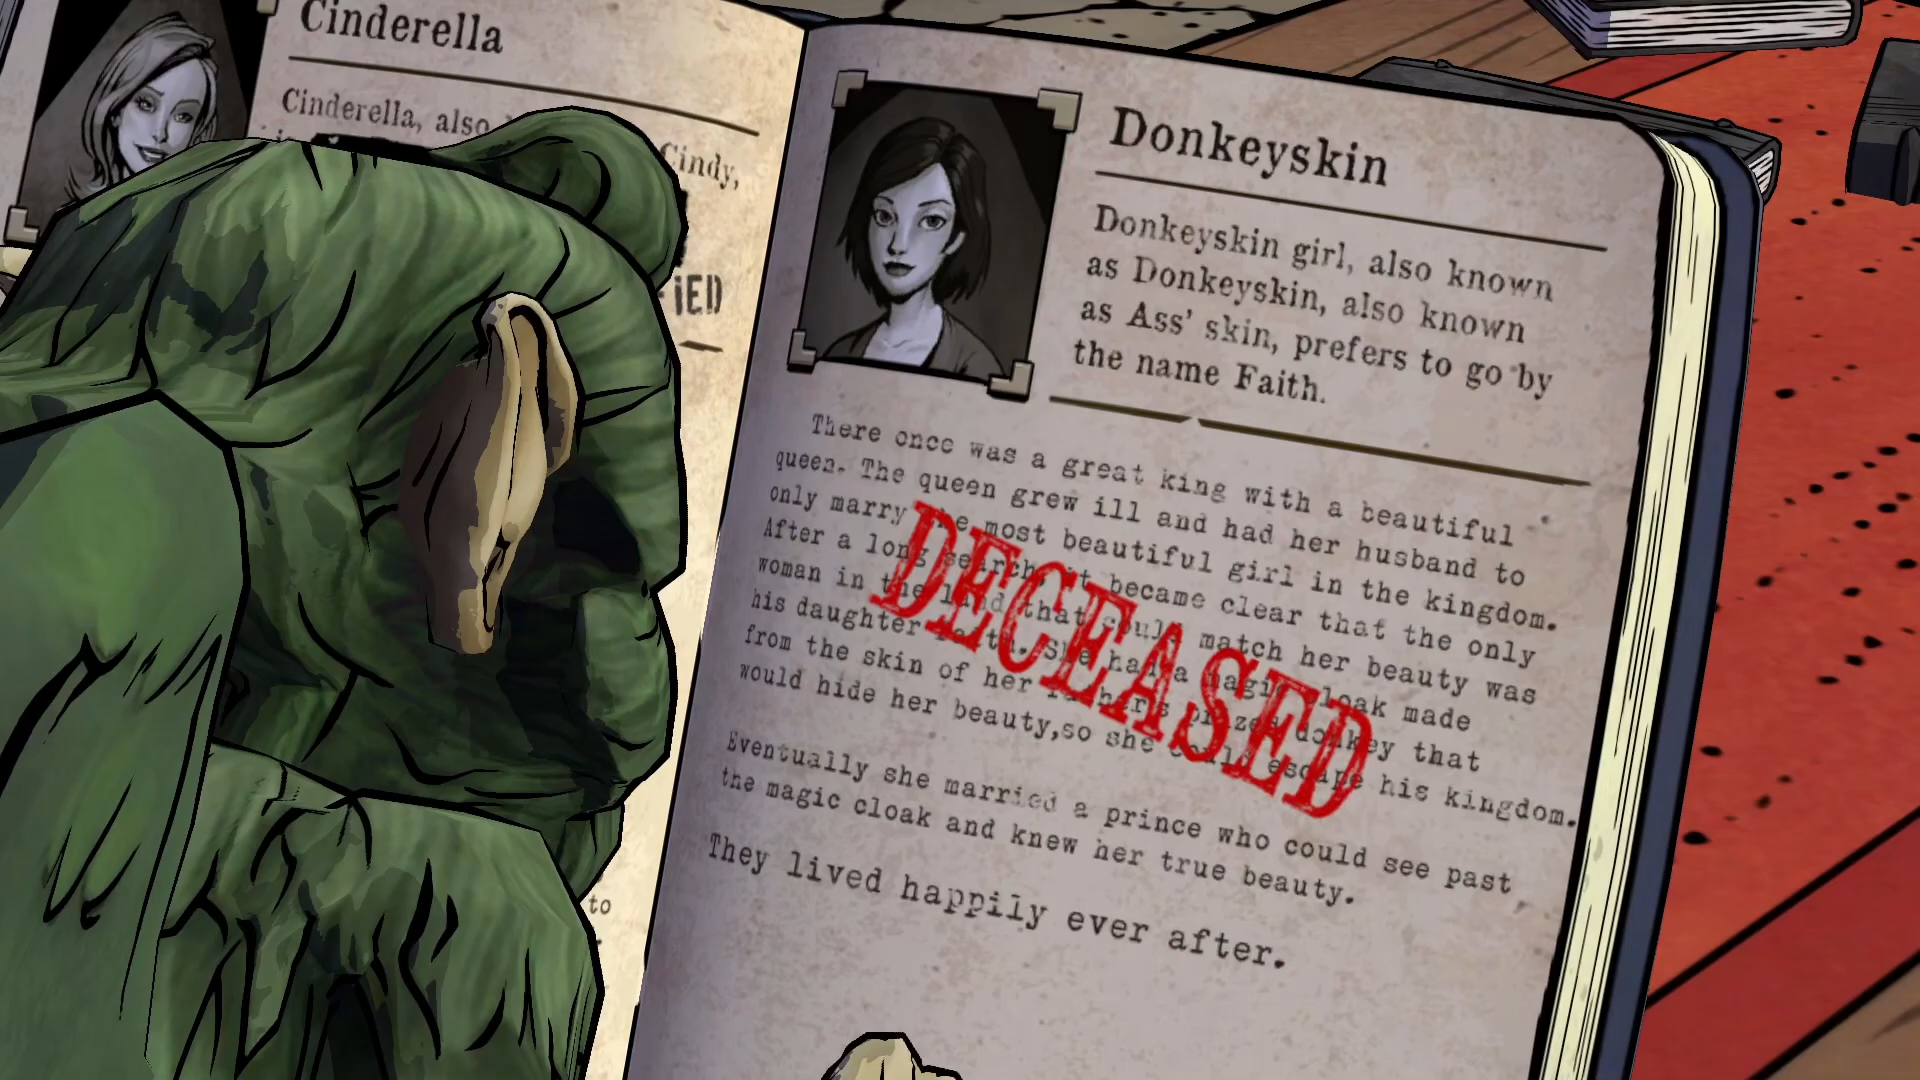 Cinderella
Cinderella, also
Cindy,
IED
to
Donkeyskin
Donkeyskin girl, also known
as Donkeyskin, also known
as Ass' skin, prefers to go by
the name Faith.
There once was a great king with a beautiful
queen. The queen grew ill and had her husband to
only marry the most beautiful girl in the kingdom.
After a long search, it became clear that the only
woman in the land that could match her beauty was
his daughter Faith. She had a magic cloak made
from the skin of her father's prized donkey that
would hide her beauty,so she could escape his kingdom.
DECEASED
Eventually she married a prince who could see past
the magic cloak and knew her true beauty.
They lived happily ever after.